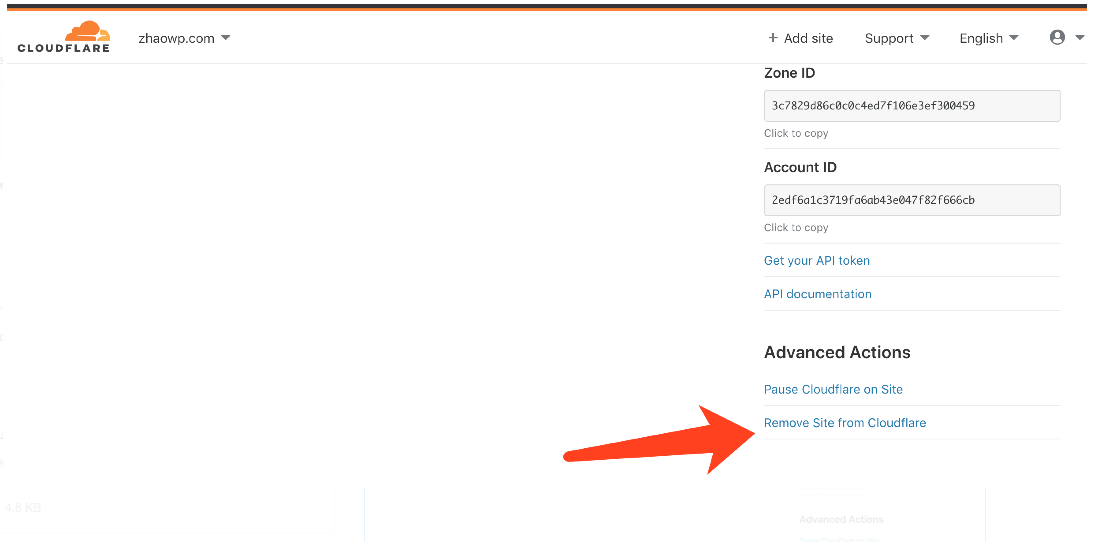 CLOUDFLARE
zhaowp.com
+ Add site
Support
English
Zone ID
3c7829d86c0c0c4ed7f106e3ef300459
Click to copy
Account ID
2edf6a1c3719fa6ab43e047f82f666cb
Click to copy
Get your API token
API documentation
Advanced Actions
Pause Cloudflare on Site
Remove Site from Cloudflare
4.8 KB
Advanced Actions